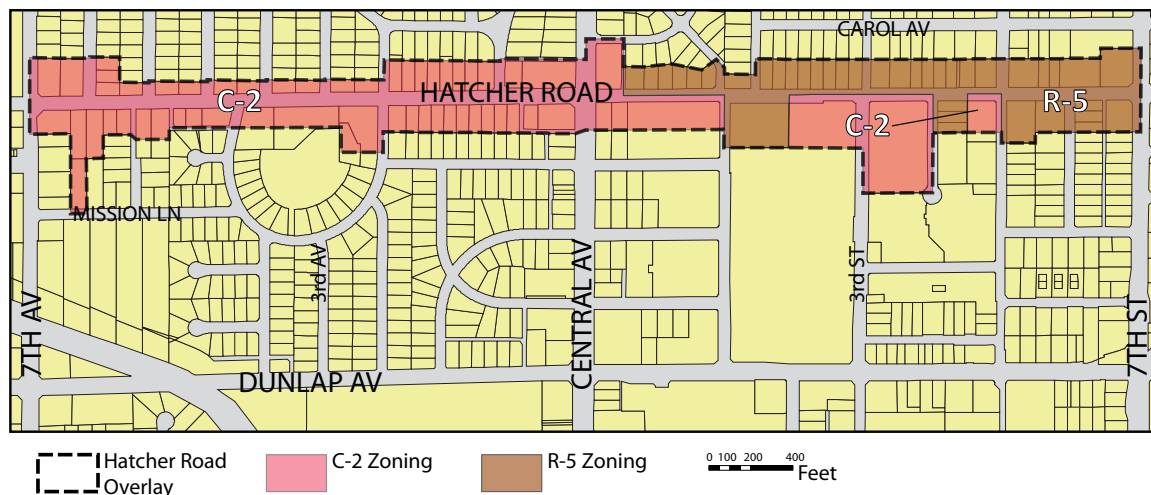 CAROL AV
C-2
HATCHER ROAD
R-5
C-2
MISSION LN
3rd AV
CENTRAL AV
3rd ST
7TH AV
7TH ST
DUNLAP AV
Hatcher Road
Overlay
C-2 Zoning
R-5 Zoning
0 100 200 400
Feet